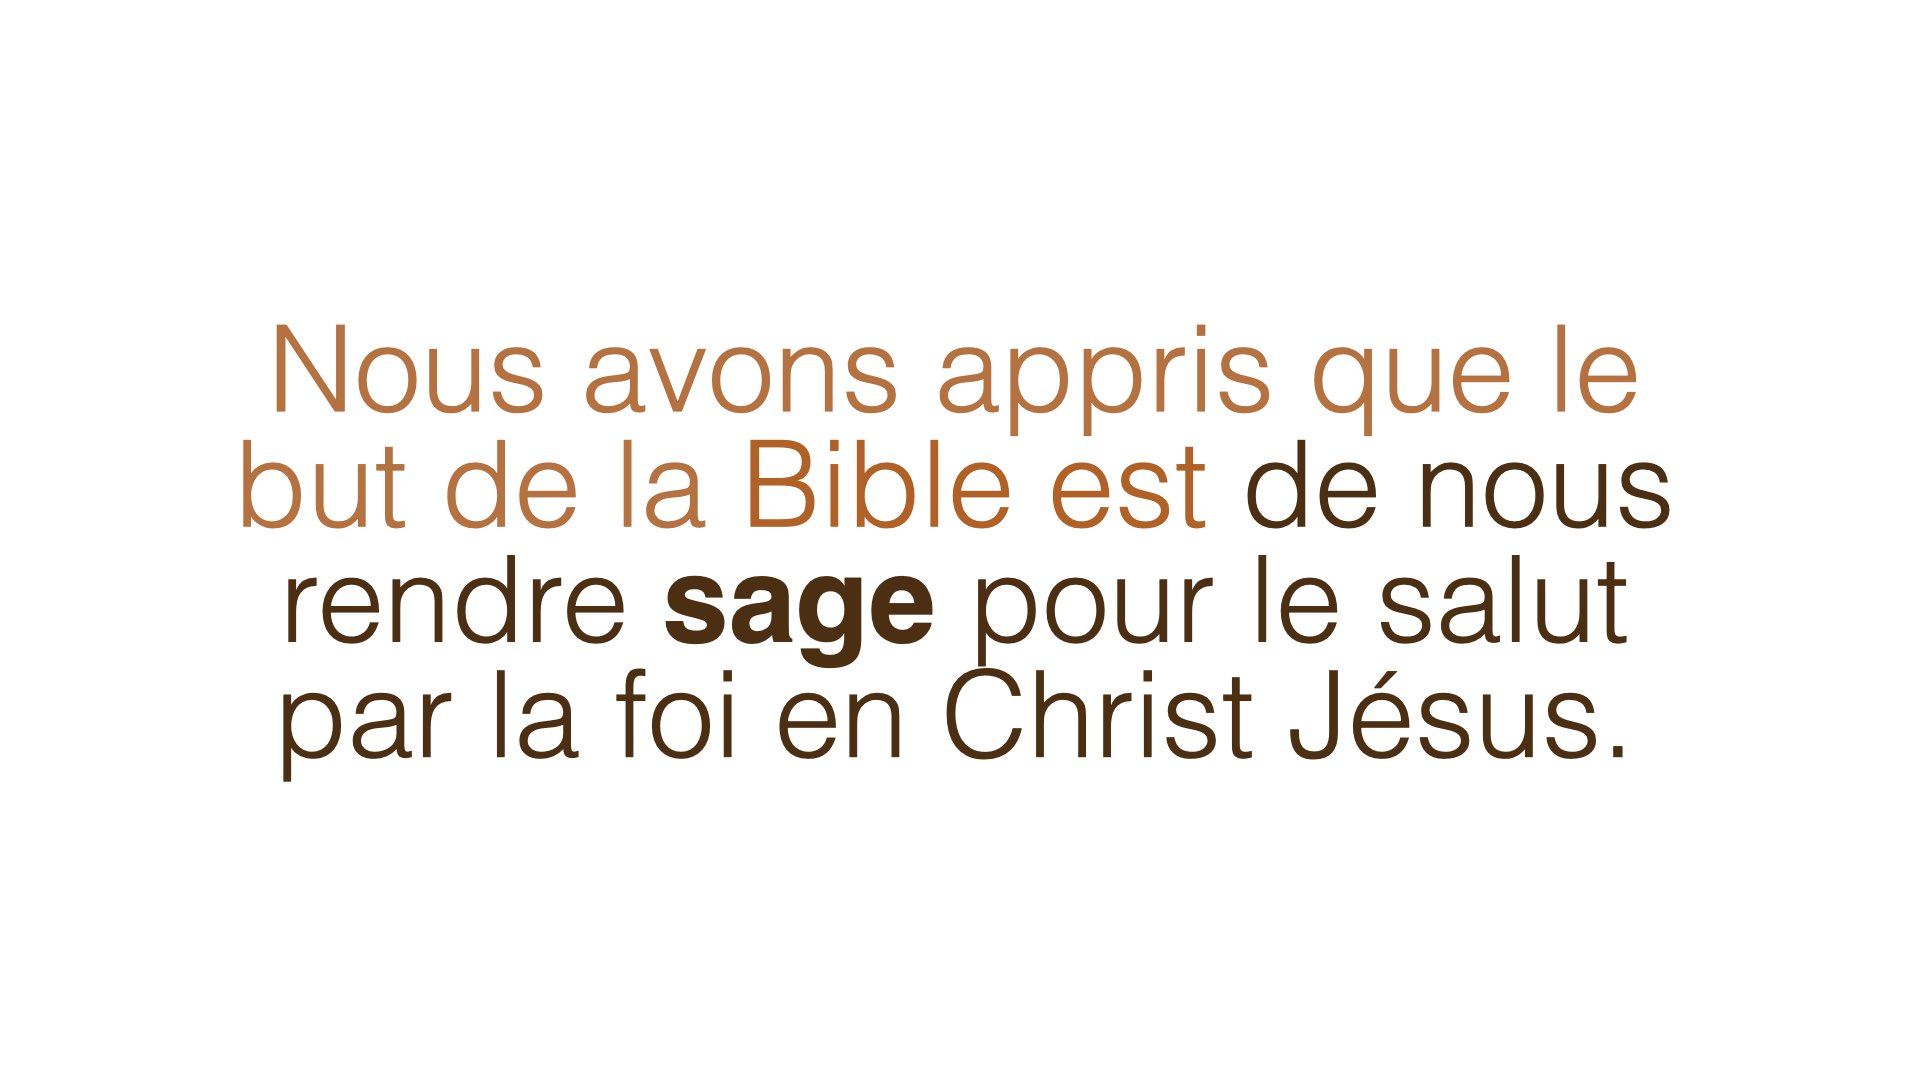 Nous avons appris que le
but de la Bible est de nous
rendre sage pour le salut
par la foi en Christ Jésus.